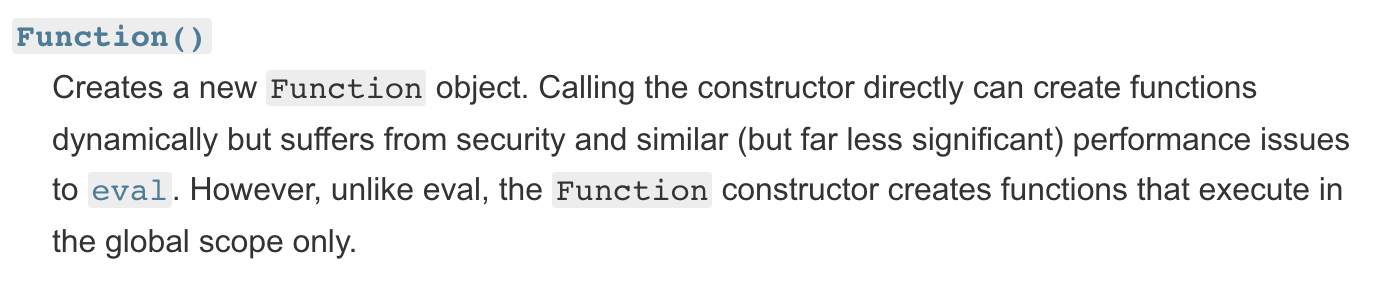 Function()
Creates a new Function object. Calling the constructor directly can create functions
dynamically but suffers from security and similar (but far less significant) performance issues
to eval. However, unlike eval, the Function constructor creates functions that execute in
the global scope only.